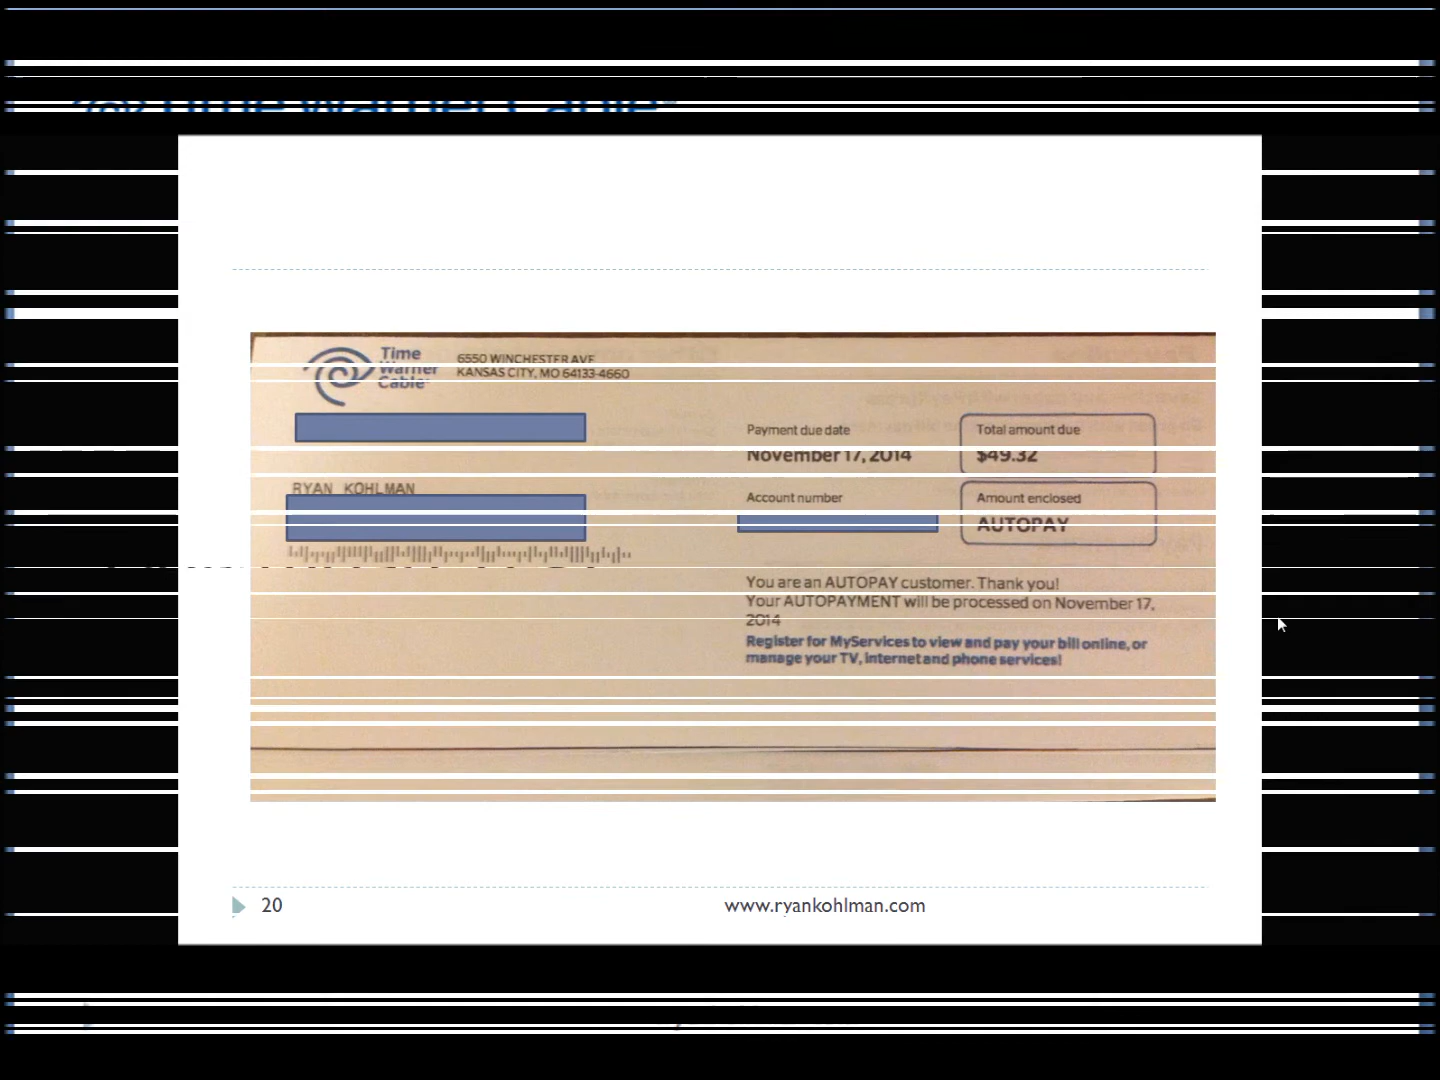 Time
Warner
Cable
6550 WINCHESTER AVE
KANSAS CITY, MO 64133-4660
Payment due date
November 17, 2014
Total amount due
$49.32
RYAN KOHLMAN
Account number
Amount enclosed
AUTOPAY
You are an AUTOPAY customer. Thank you!
Your AUTOPAYMENT will be processed on November 17,
2014
Register for MyServices to view and pay your bill online, or
manage your TV, internet and phone services!
20
www.ryankohlman.com